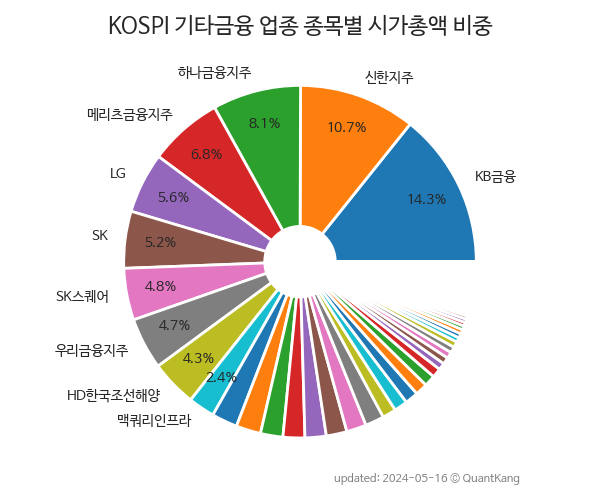 KOSPI 기타금융 업종 종목별 시가총액 비중
하나금융지주
신한지주
메리츠금융지주
8.1%
10.7%
6.8%
LG
KB금융
5.6%
14.3%
SK
5.2%
SK스퀘어
4.8%
4.7%
우리금융지주
4.3%
2.4%
HD한국조선해양
맥쿼리인프라
updated: 2024-05-16 © QuantKang